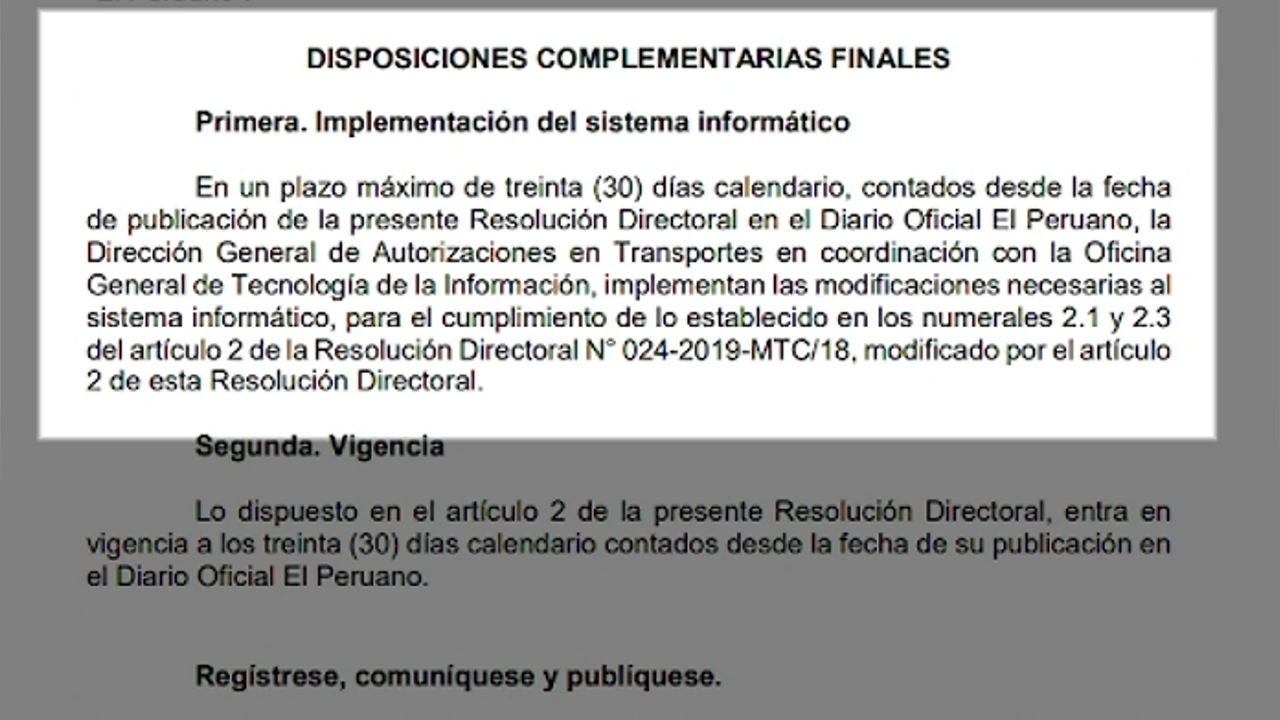 DISPOSICIONES COMPLEMENTARIAS FINALES
Primera. Implementación del sistema informático
En un plazo máximo de treinta (30) días calendario, contados desde la fecha
de publicación de la presente Resolución Directoral en el Diario Oficial El Peruano, la
Dirección General de Autorizaciones en Transportes en coordinación con la Oficina
General de Tecnología de la Información, implementan las modificaciones necesarias al
sistema informático, para el cumplimiento de lo establecido en los numerales 2.1 y 2.3
del artículo 2 de la Resolución Directoral N° 024-2019-MTC/18, modificado por el artículo
2 de esta Resolución Directoral.
Segunda. Vigencia
Lo dispuesto en el artículo 2 de la presente Resolución Directoral, entra en
vigencia a los treinta (30) días calendario contados desde la fecha de su publicación en
el Diario Oficial El Peruano.
Regístrese, comuníquese y publíquese.